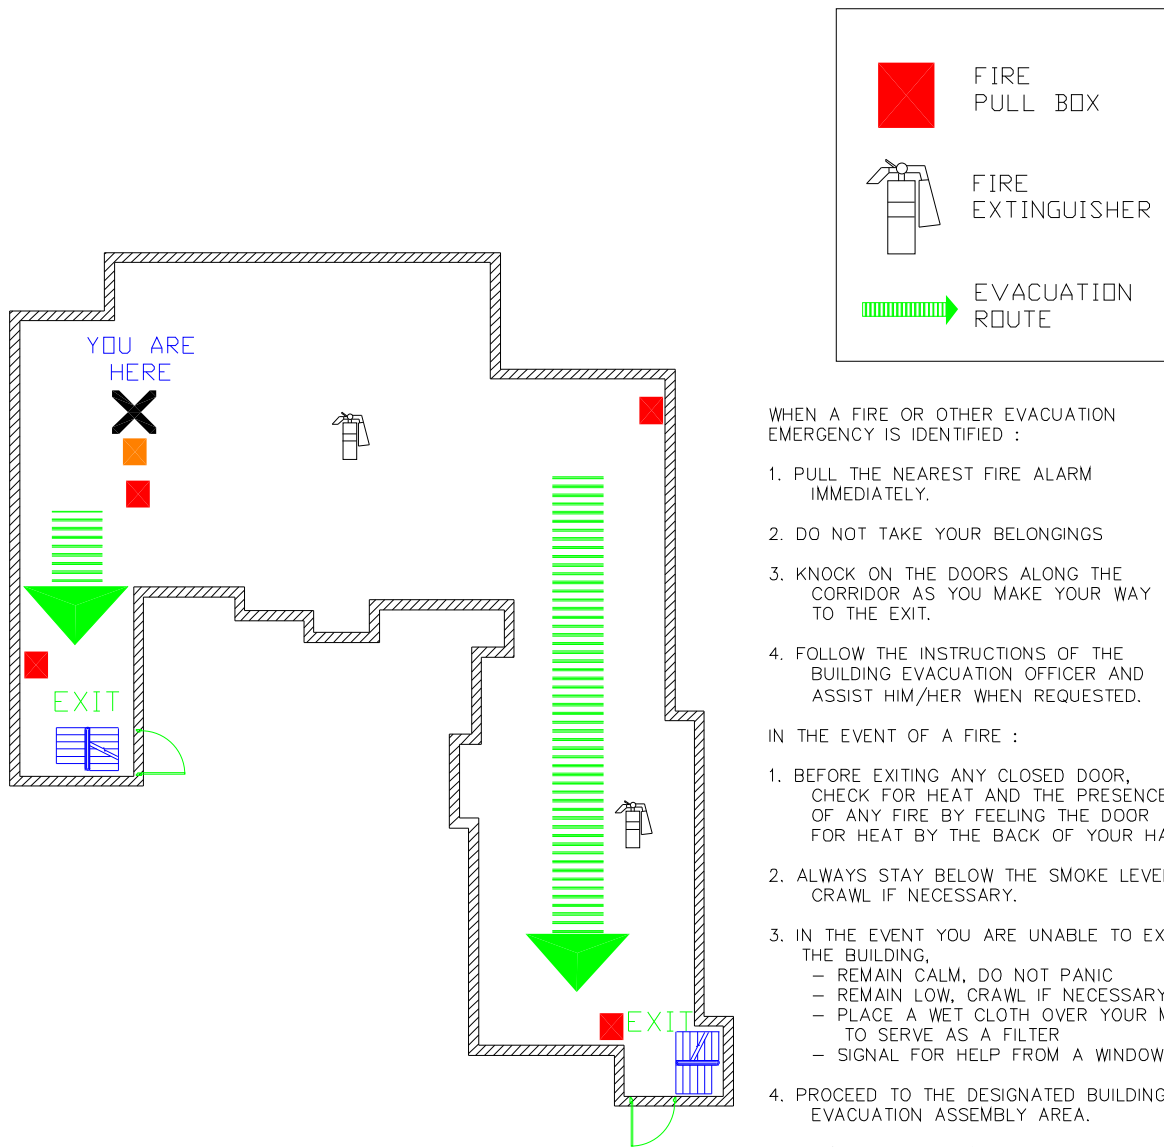 FIRE
PULL BOX
FIRE
EXTINGUISHER
EVACUATION
ROUTE
YOU ARE
HERE
EXIT
EXIT
WHEN A FIRE OR OTHER EVACUATION
EMERGENCY IS IDENTIFIED :
1. PULL THE NEAREST FIRE ALARM
IMMEDIATELY.
2. DO NOT TAKE YOUR BELONGINGS
3. KNOCK ON THE DOORS ALONG THE
CORRIDOR AS YOU MAKE YOUR WAY
TO THE EXIT.
4. FOLLOW THE INSTRUCTIONS OF THE
BUILDING EVACUATION OFFICER AND
ASSIST HIM/HER WHEN REQUESTED.
IN THE EVENT OF A FIRE :
1. BEFORE EXITING ANY CLOSED DOOR,
CHECK FOR HEAT AND THE PRESENCE
OF ANY FIRE BY FEELING THE DOOR
FOR HEAT BY THE BACK OF YOUR
2. ALWAYS STAY BELOW THE SMOKE
CRAWL IF NECESSARY.
3. IN THE EVENT YOU ARE UNABLE TO
THE BUILDING,
– REMAIN CALM, DO NOT PANIC
– REMAIN LOW, CRAWL IF NECESSARY
– PLACE A WET CLOTH OVER YOUR
TO SERVE AS A FILTER
– SIGNAL FOR HELP FROM A WINDOW
4. PROCEED TO THE DESIGNATED BUILDING
EVACUATION ASSEMBLY AREA.